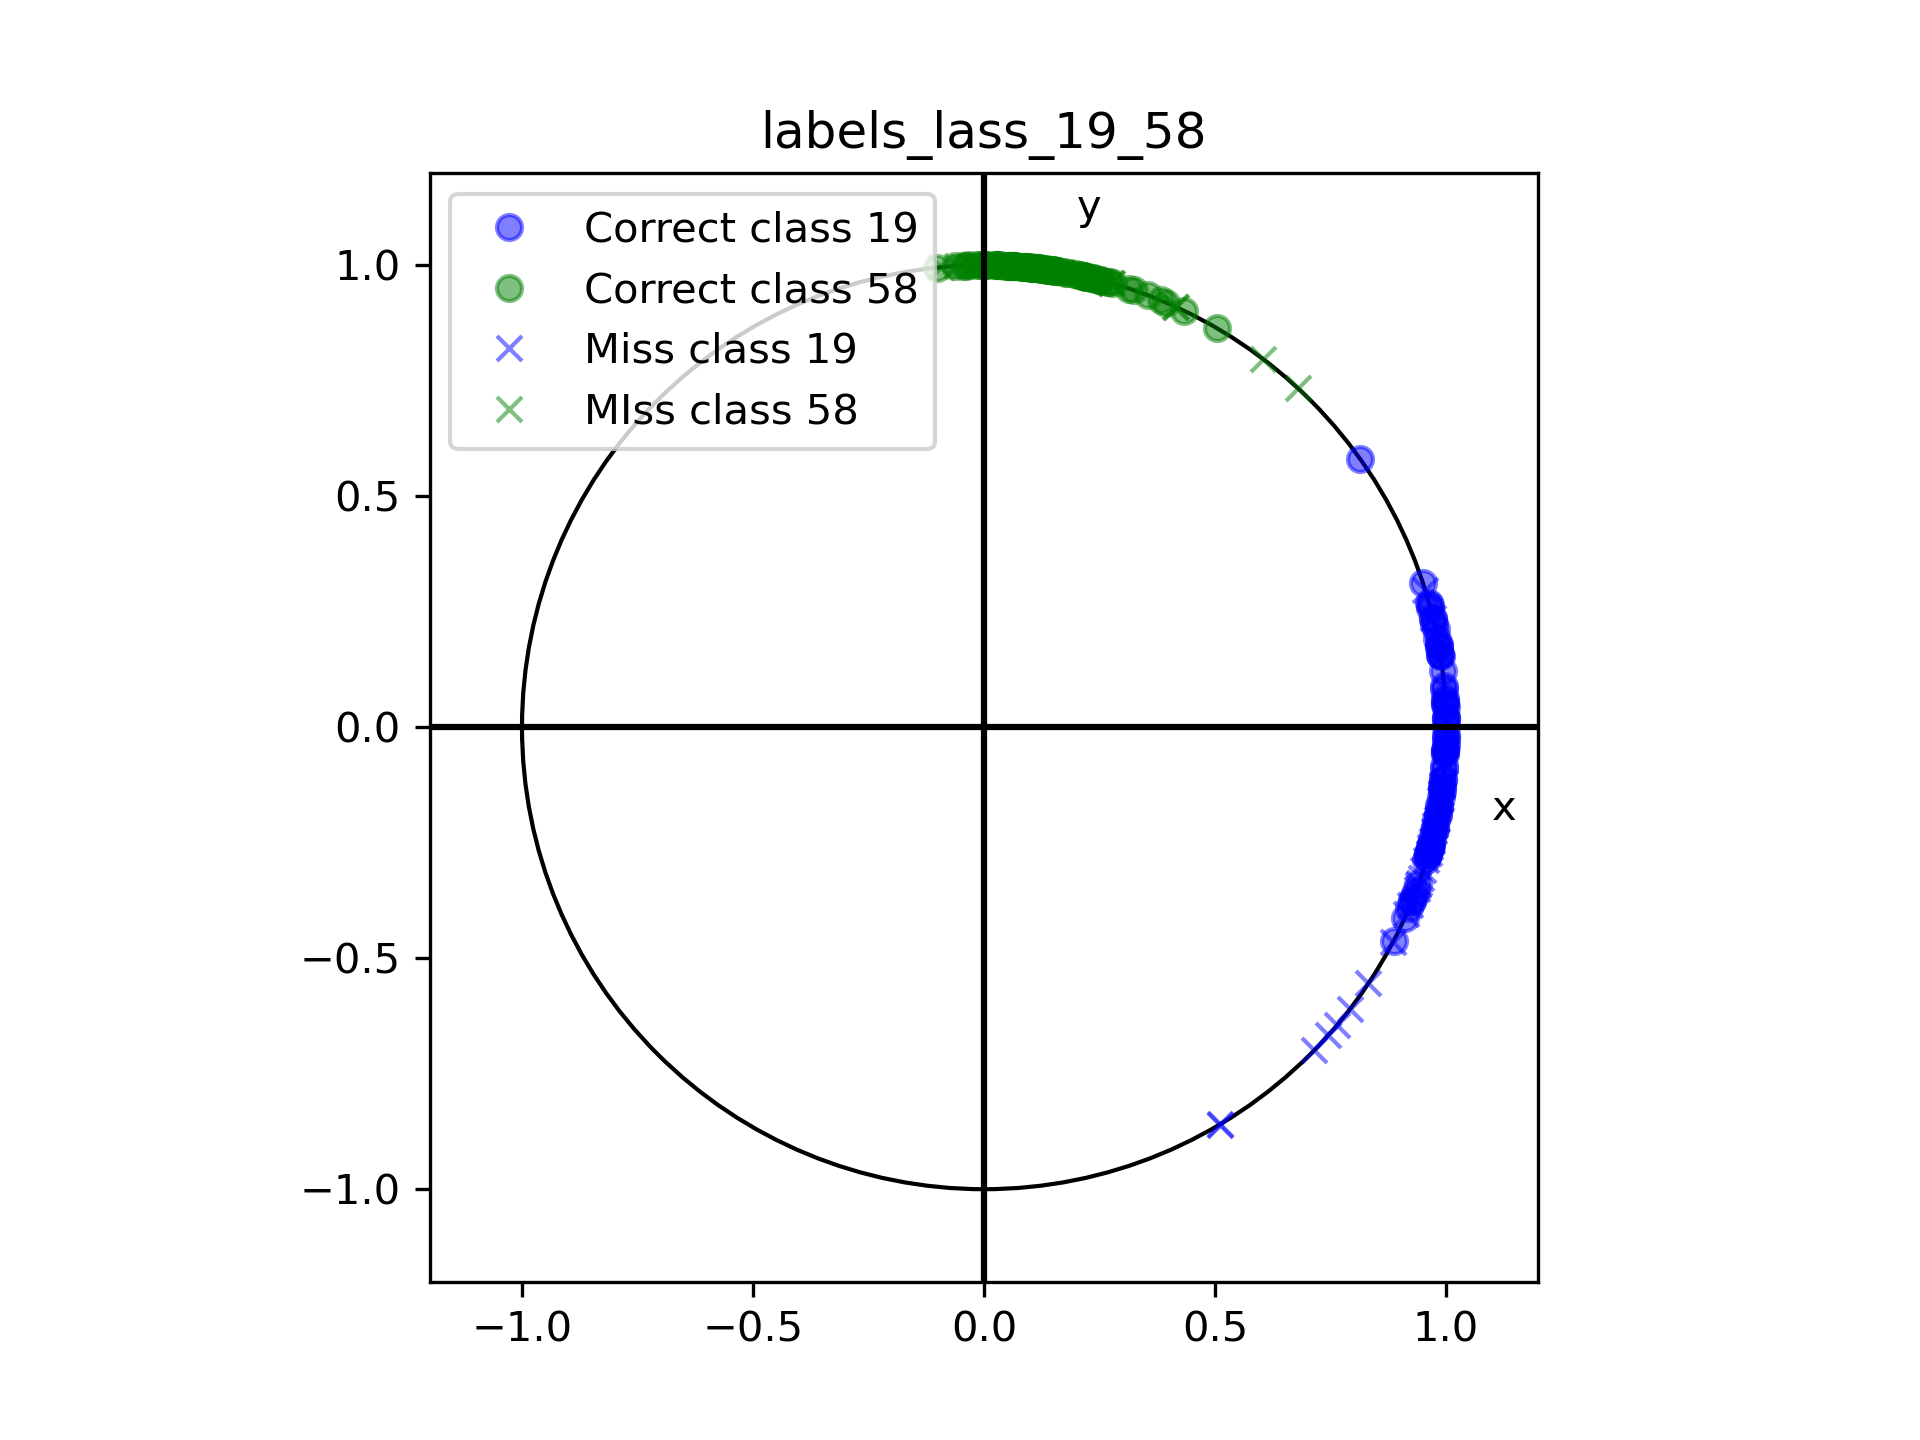 labels_lass_19_58
y
Correct class 19
Correct class 58
Miss class 19
MIss class 58
1.0
0.5
0.0
−0.5
−1.0
x
−1.0 −0.5 0.0 0.5 1.0